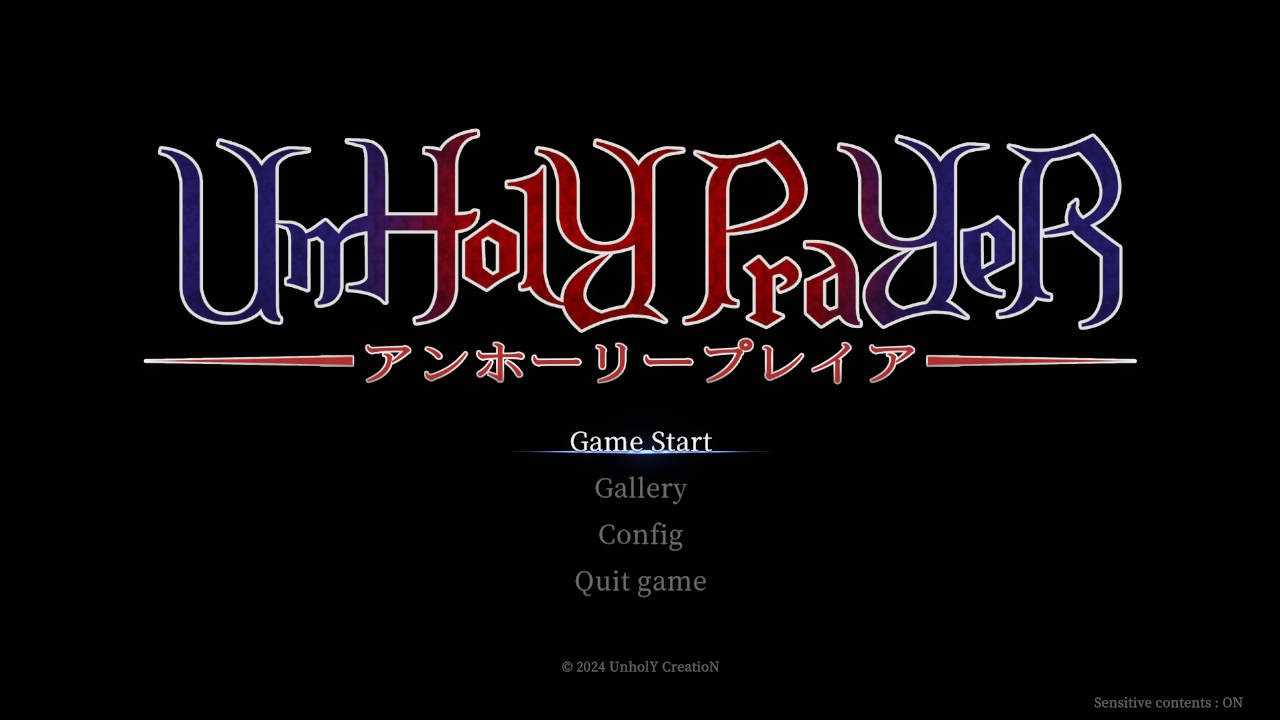 UnHolY PraYeR
アンホーリープレイア
Game Start
Gallery
Config
Quit game
© 2024 UnholY CreatioN
Sensitive contents : ON